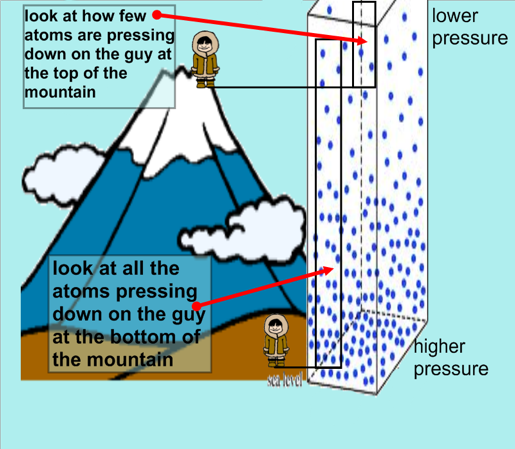 look at how few
atoms are pressing
down on the guy at
the top of the
mountain
lower
pressure
look at all the
atoms pressing
down on the guy
at the bottom of
the mountain
higher
pressure
sea level